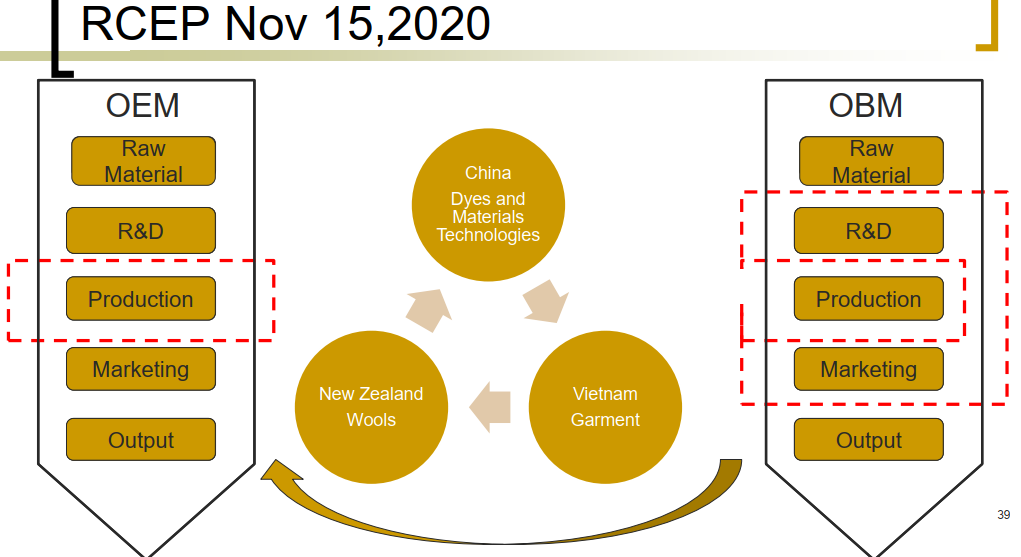 RCEP Nov 15,2020
OEM
Raw
Material
R&D
Production
Marketing
Output
China
Dyes and
Materials
Technologies
New Zealand
Wools
Vietnam
Garment
OBM
Raw
Material
R&D
Production
Marketing
Output
39